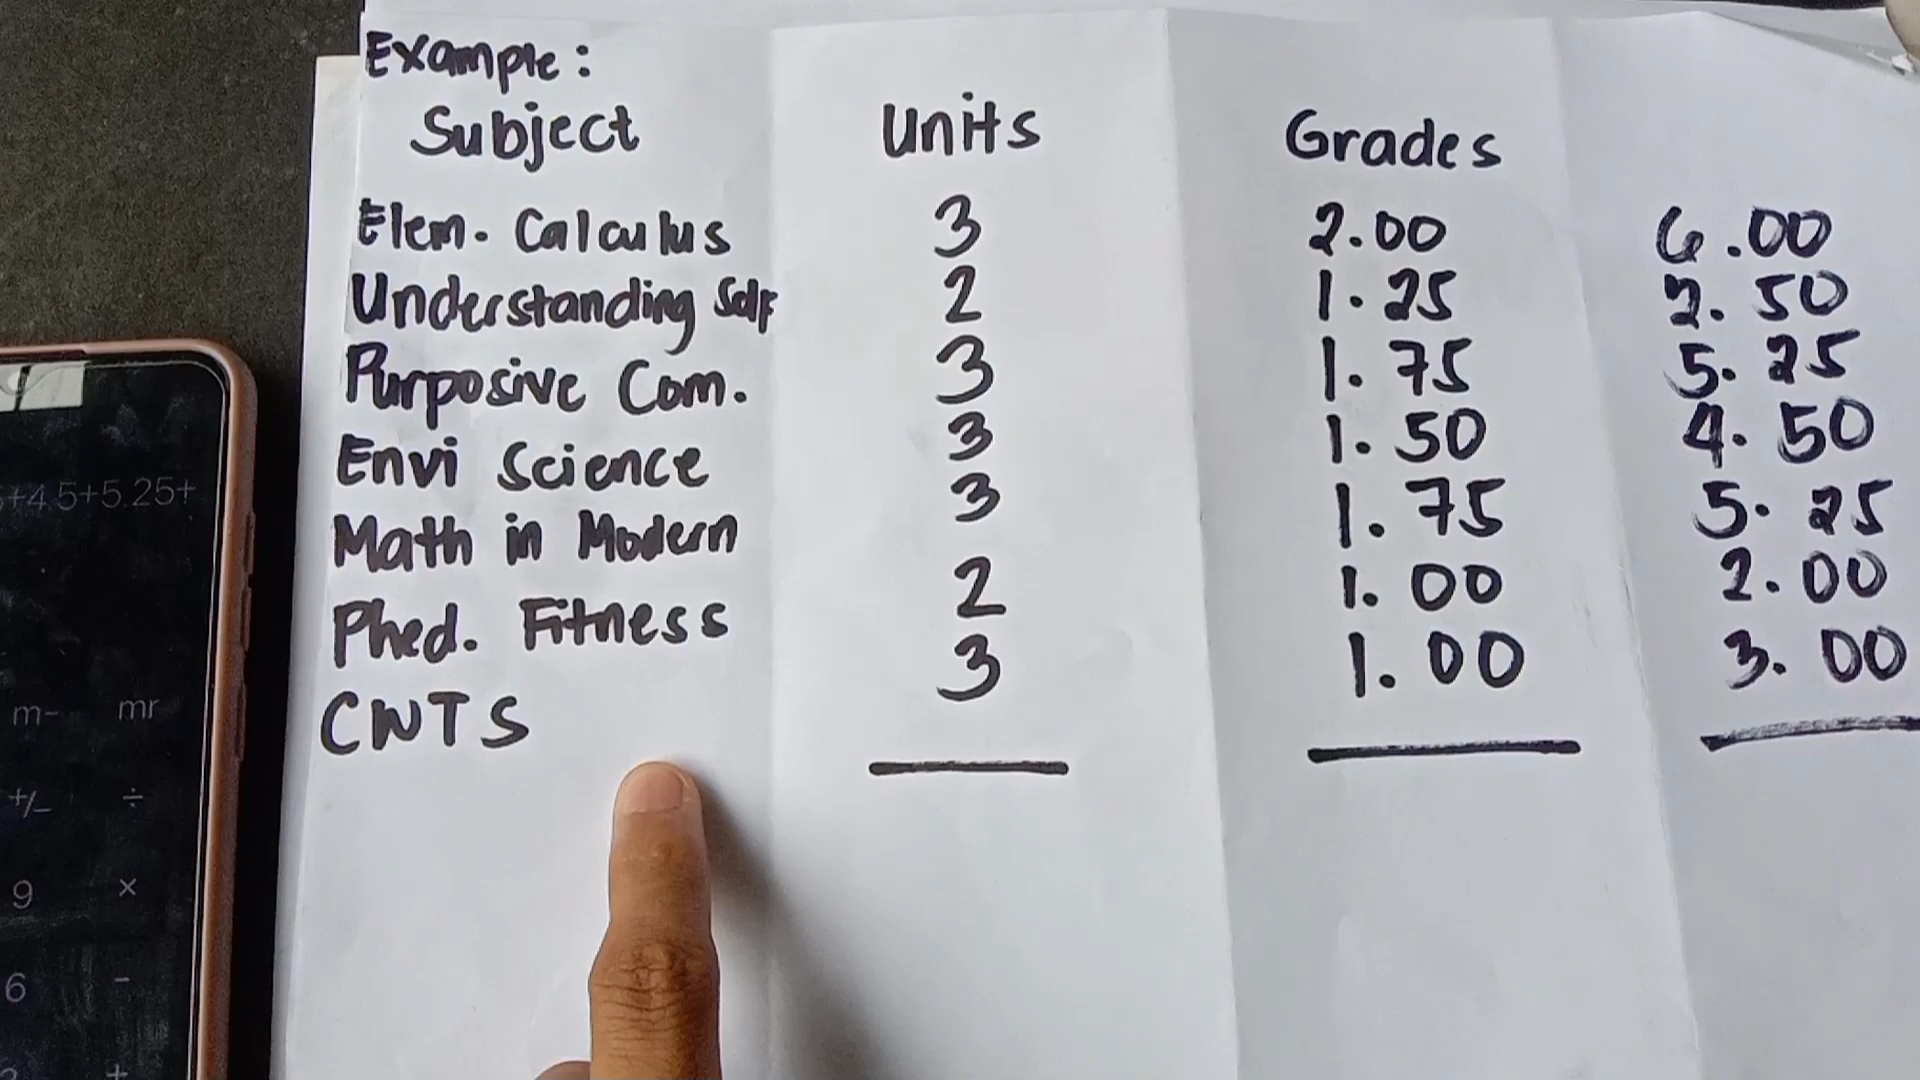 Example:
Subject Units Grades
Elem. Calculus 3 2.00 6.00
Understanding Self 2 1.25 2.50
Purposive Com. 3 1.75 5.25
Envi Science 3 1.50 4.50
Math in Modern 3 1.75 5.25
Phed. Fitness 2 1.00 2.00
CWTS 3 1.00 3.00
+4.5+5.25+
m- mr
+/- ÷
9 ×
6 -
+